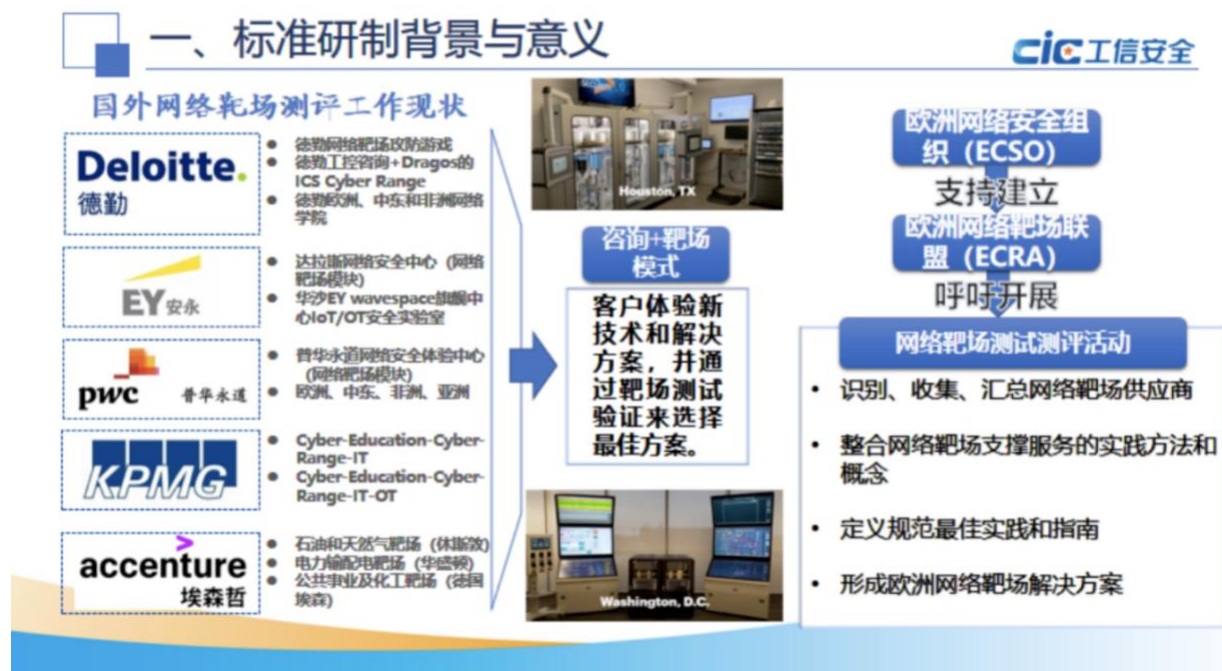 一、标准研制背景与意义
CIC工信安全
国外网络靶场测评工作现状
Deloitte.
德勤
德勤网络靶场攻防游戏
德勤工控咨询+Dragos的
ICS Cyber Range
德勤欧洲、中东和非洲网络
学院
EY安永
达拉斯网络安全中心（网络
靶场模块）
华沙EY wavespace旗舰中
心IoT/OT安全实验室
pwc 普华永道
普华永道网络安全体验中心
（网络靶场模块）
欧洲、中东、非洲、亚洲
KPMG
Cyber-Education-Cyber-
Range-IT
Cyber-Education-Cyber-
Range-IT-OT
accenture
埃森哲
石油和天然气靶场（休斯敦）
电力输配电靶场（华盛顿）
公共事业及化工靶场（德国
埃森）
Houston, TX
咨询+靶场
模式
客户体验新
技术和解决
方案，并通
过靶场测试
验证来选择
最佳方案。
Washington, D.C.
欧洲网络安全组
织（ECSO）
支持建立
欧洲网络靶场联
盟（ECRA）
呼吁开展
网络靶场测试测评活动
识别、收集、汇总网络靶场供应商
整合网络靶场支撑服务的实践方法和
概念
定义规范最佳实践和指南
形成欧洲网络靶场解决方案